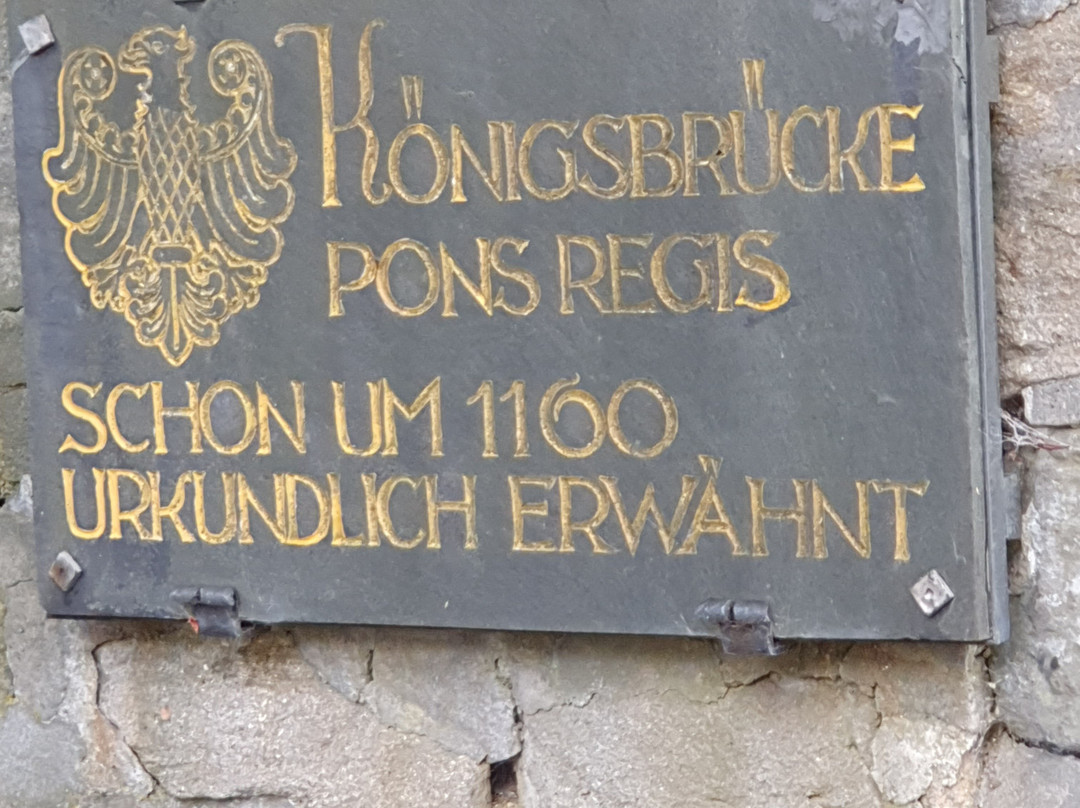 KÖNIGSBRÜCKE
PONS REGIS
SCHON UM 1160
URKUNDLICH ERWÄHNT